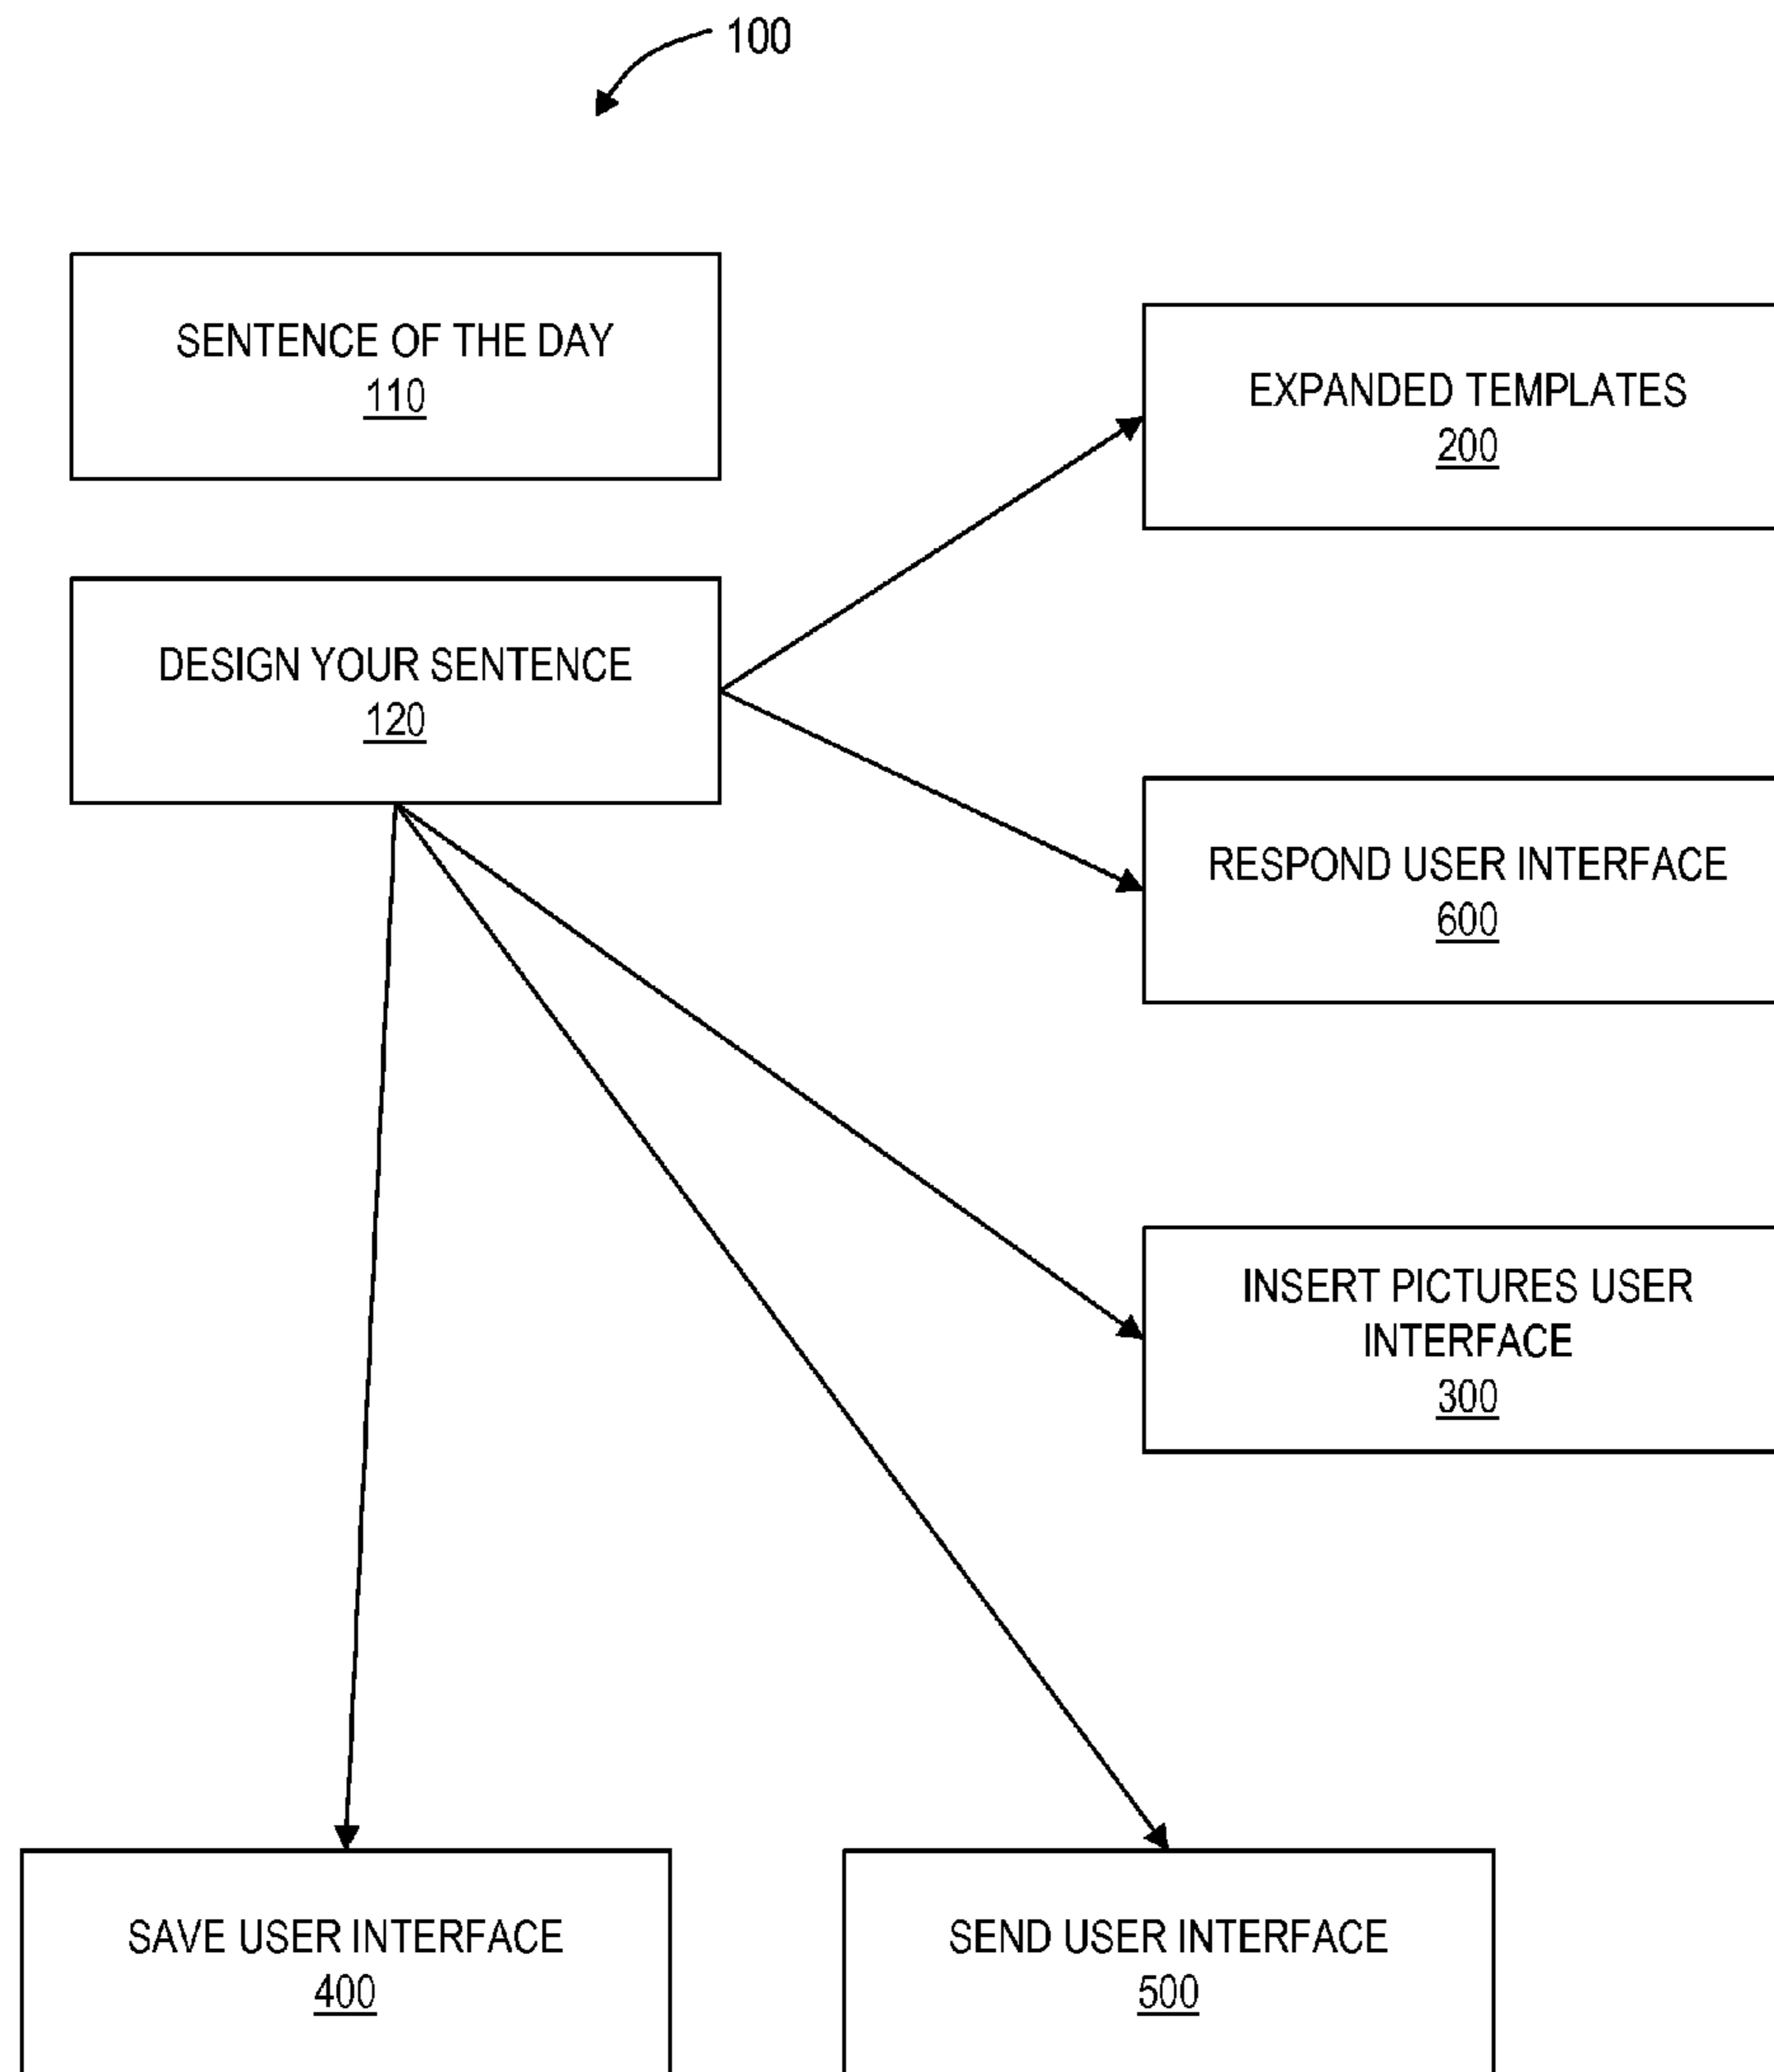 100
SENTENCE OF THE DAY
110
EXPANDED TEMPLATES
200
DESIGN YOUR SENTENCE
120
RESPOND USER INTERFACE
600
INSERT PICTURES USER
INTERFACE
300
SAVE USER INTERFACE
400
SEND USER INTERFACE
500